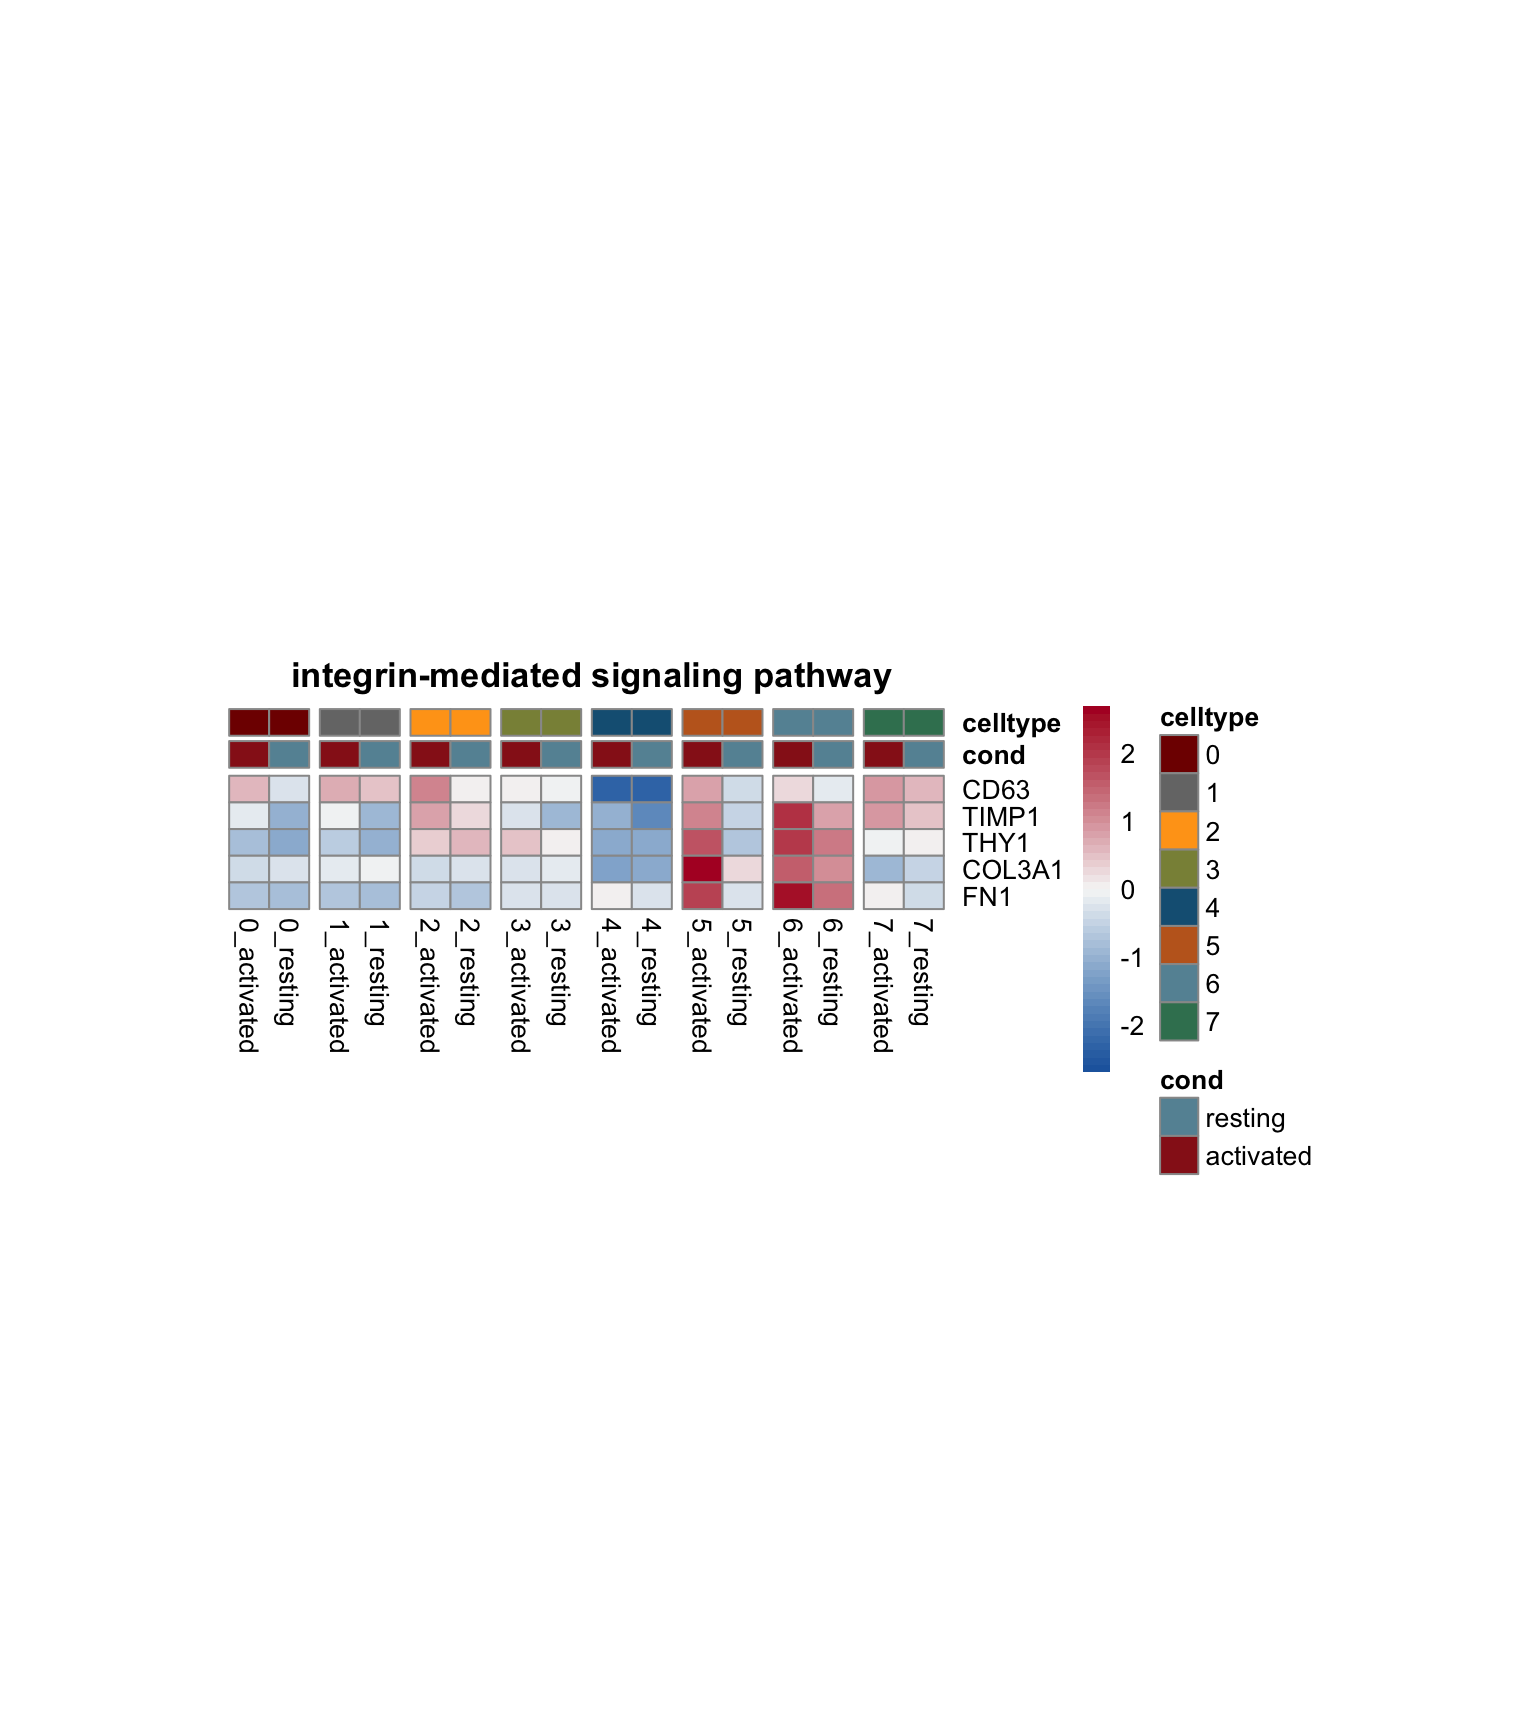 integrin-mediated signaling pathway
celltype
cond
CD63
TIMP1
THY1
COL3A1
FN1
0_activated
0_resting
1_activated
1_resting
2_activated
2_resting
3_activated
3_resting
4_activated
4_resting
5_activated
5_resting
6_activated
6_resting
7_activated
7_resting
2
1
0
-1
-2
celltype
0
1
2
3
4
5
6
7
cond
resting
activated